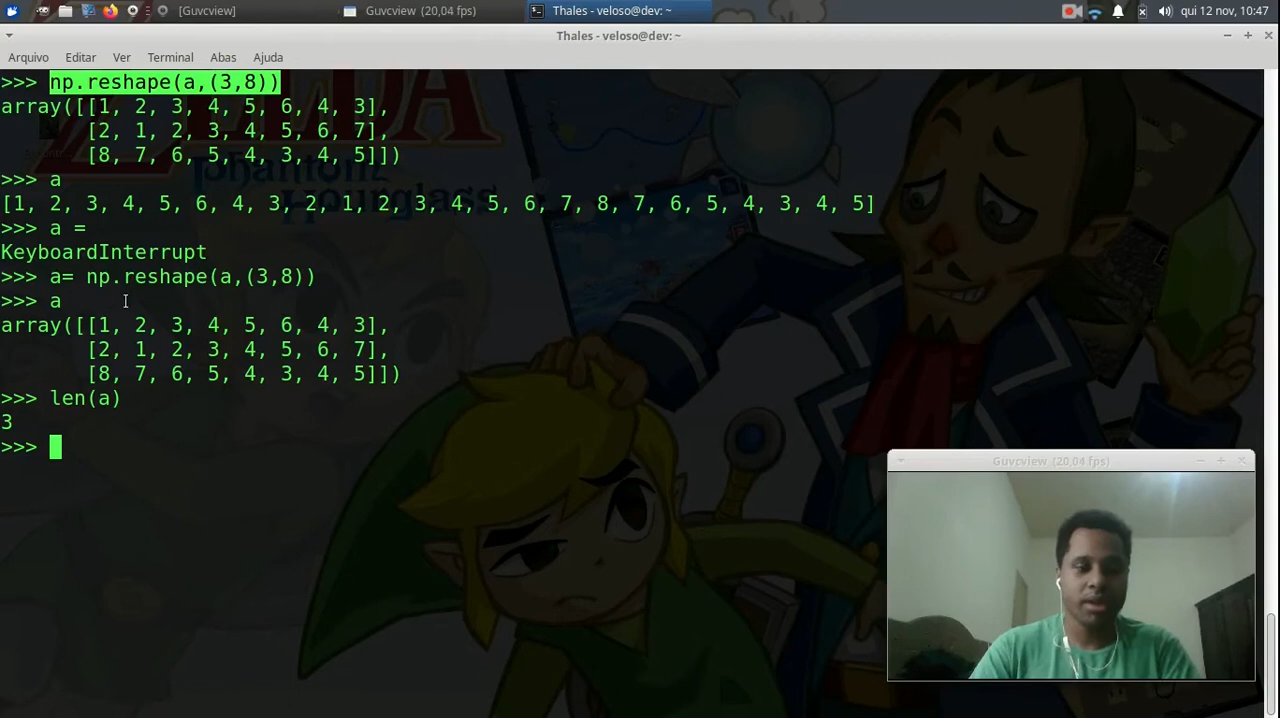 [Guvcview]
Guvcview (20,04 fps)
Thales - veloso@dev: ~
qui 12 nov, 10:47
Thales - veloso@dev: ~
Arquivo Editar Ver Terminal Abas Ajuda
>>> np.reshape(a,(3,8))
array([[1, 2, 3, 4, 5, 6, 4, 3],
[2, 1, 2, 3, 4, 5, 6, 7],
[8, 7, 6, 5, 4, 3, 4, 5]])
>>> a
[1, 2, 3, 4, 5, 6, 4, 3, 2, 1, 2, 3, 4, 5, 6, 7, 8, 7, 6, 5, 4, 3, 4, 5]
>>> a =
KeyboardInterrupt
>>> a= np.reshape(a,(3,8))
>>> a
array([[1, 2, 3, 4, 5, 6, 4, 3],
[2, 1, 2, 3, 4, 5, 6, 7],
[8, 7, 6, 5, 4, 3, 4, 5]])
>>> len(a)
3
>>>
ZELDA
Phantom
Hourglass
Guvcview (20,04 fps)